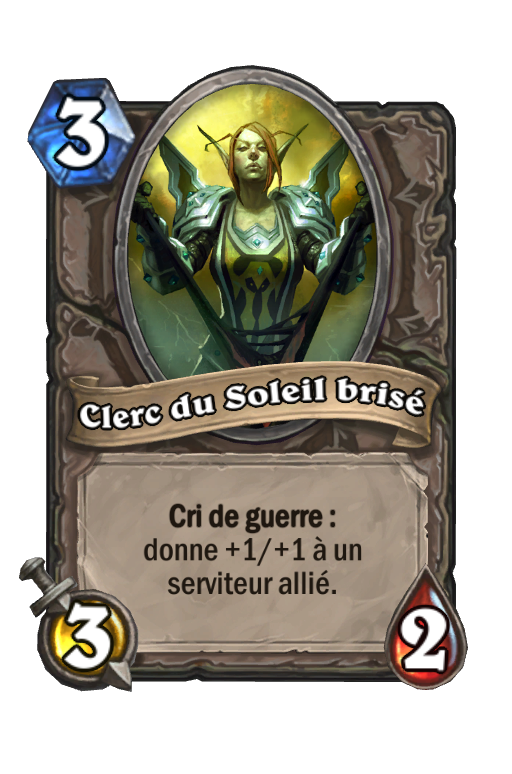 3
Clerc du Soleil brisé
Cri de guerre :
donne +1/+1 à un
serviteur allié.
3
2